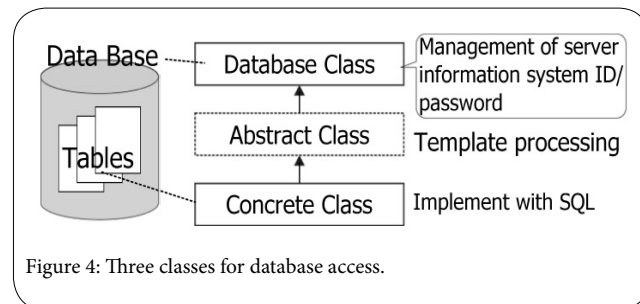 Data Base
Database Class
Management of server
information system ID/
password
Abstract Class
Template processing
Tables
Concrete Class
Implement with SQL
Figure 4: Three classes for database access.